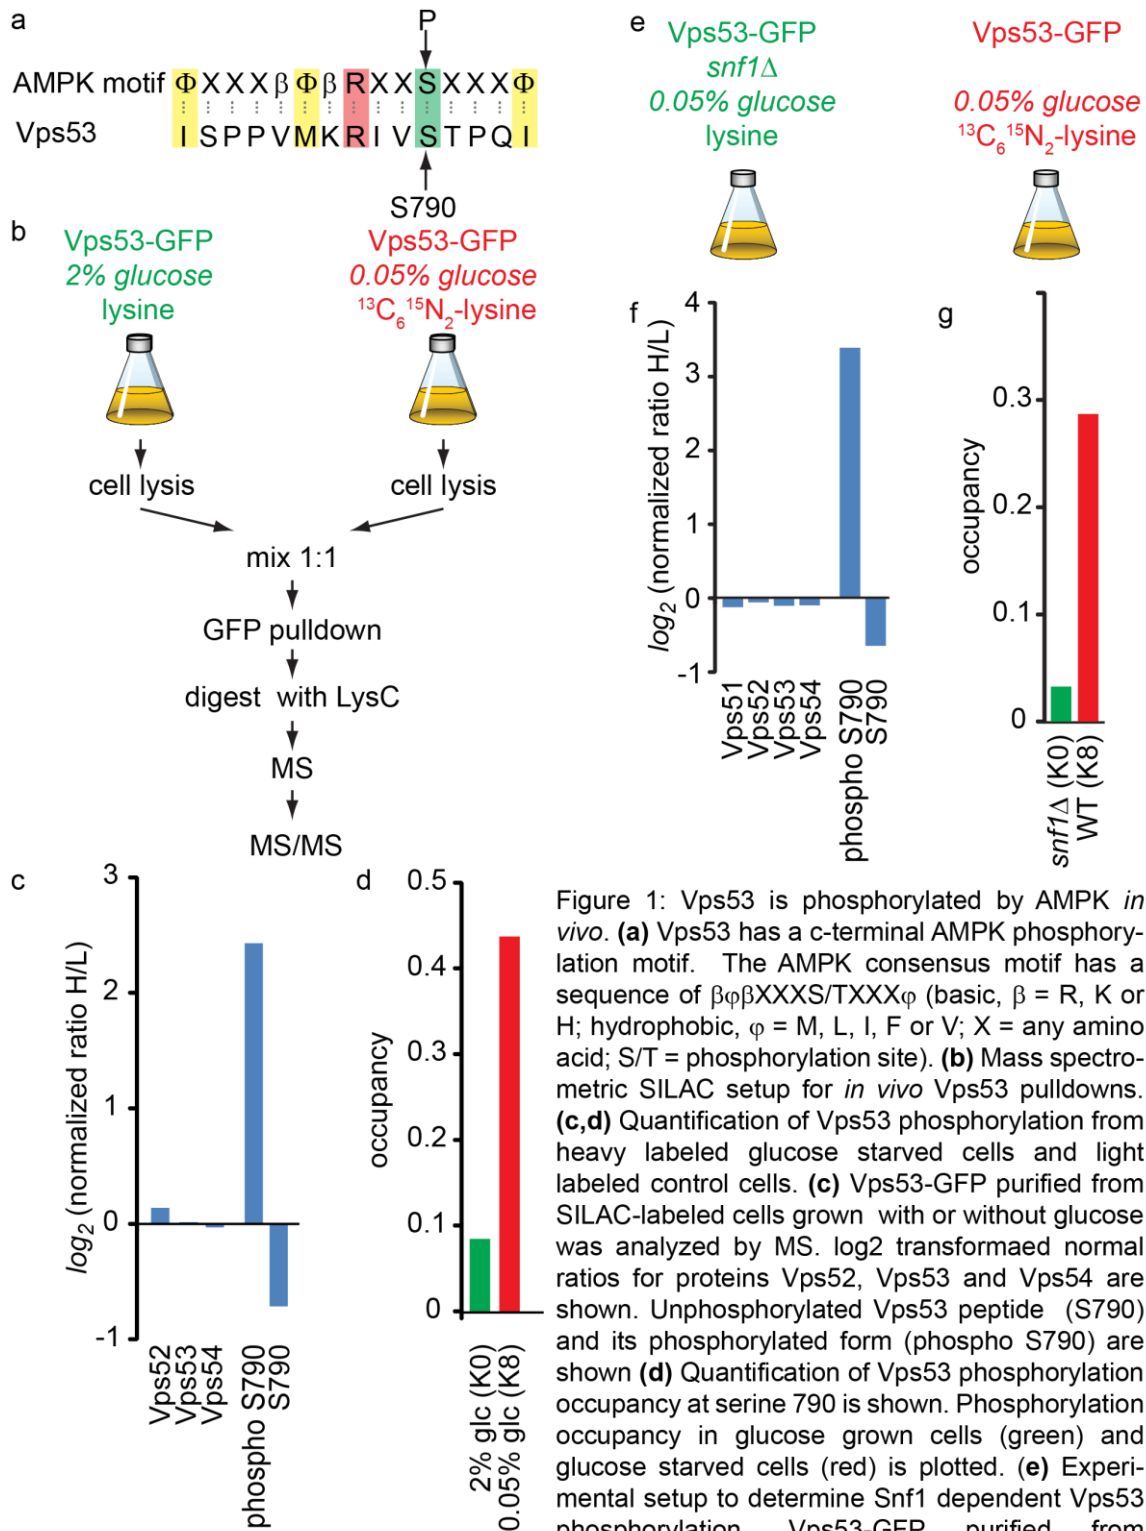 a
P
AMPK motif ΦXXXβΦβRXXSXXXΦ
Vps53 ISPPVMKRIVSTPQI
S790
b
Vps53-GFP
2% glucose
lysine
Vps53-GFP
0.05% glucose
¹³C₆¹⁵N₂-lysine
cell lysis
cell lysis
mix 1:1
GFP pulldown
digest with LysC
MS
MS/MS
c
log₂ (normalized ratio H/L)
3
2
1
0
-1
Vps52
Vps53
Vps54
phospho S790
S790
d
occupancy
0.5
0.4
0.3
0.2
0.1
0
2% glc (K0)
0.05% glc (K8)
e
Vps53-GFP
snf1Δ
0.05% glucose
lysine
Vps53-GFP
0.05% glucose
¹³C₆¹⁵N₂-lysine
f
log₂ (normalized ratio H/L)
4
3
2
1
0
-1
Vps51
Vps52
Vps53
Vps54
phospho S790
S790
g
occupancy
0.3
0.2
0.1
0
snf1Δ (K0)
WT (K8)
Figure 1: Vps53 is phosphorylated by AMPK in
vivo. (a) Vps53 has a c-terminal AMPK phosphory-
lation motif. The AMPK consensus motif has a
sequence of βφβXXXS/TXXXφ (basic, β = R, K or
H; hydrophobic, φ = M, L, I, F or V; X = any amino
acid; S/T = phosphorylation site). (b) Mass spectro-
metric SILAC setup for in vivo Vps53 pulldowns.
(c,d) Quantification of Vps53 phosphorylation from
heavy labeled glucose starved cells and light
labeled control cells. (c) Vps53-GFP purified from
SILAC-labeled cells grown with or without glucose
was analyzed by MS. log2 transformaed normal
ratios for proteins Vps52, Vps53 and Vps54 are
shown. Unphosphorylated Vps53 peptide (S790)
and its phosphorylated form (phospho S790) are
shown (d) Quantification of Vps53 phosphorylation
occupancy at serine 790 is shown. Phosphorylation
occupancy in glucose grown cells (green) and
glucose starved cells (red) is plotted. (e) Experi-
mental setup to determine Snf1 dependent Vps53
phosphorylation. Vps53-GFP purified from